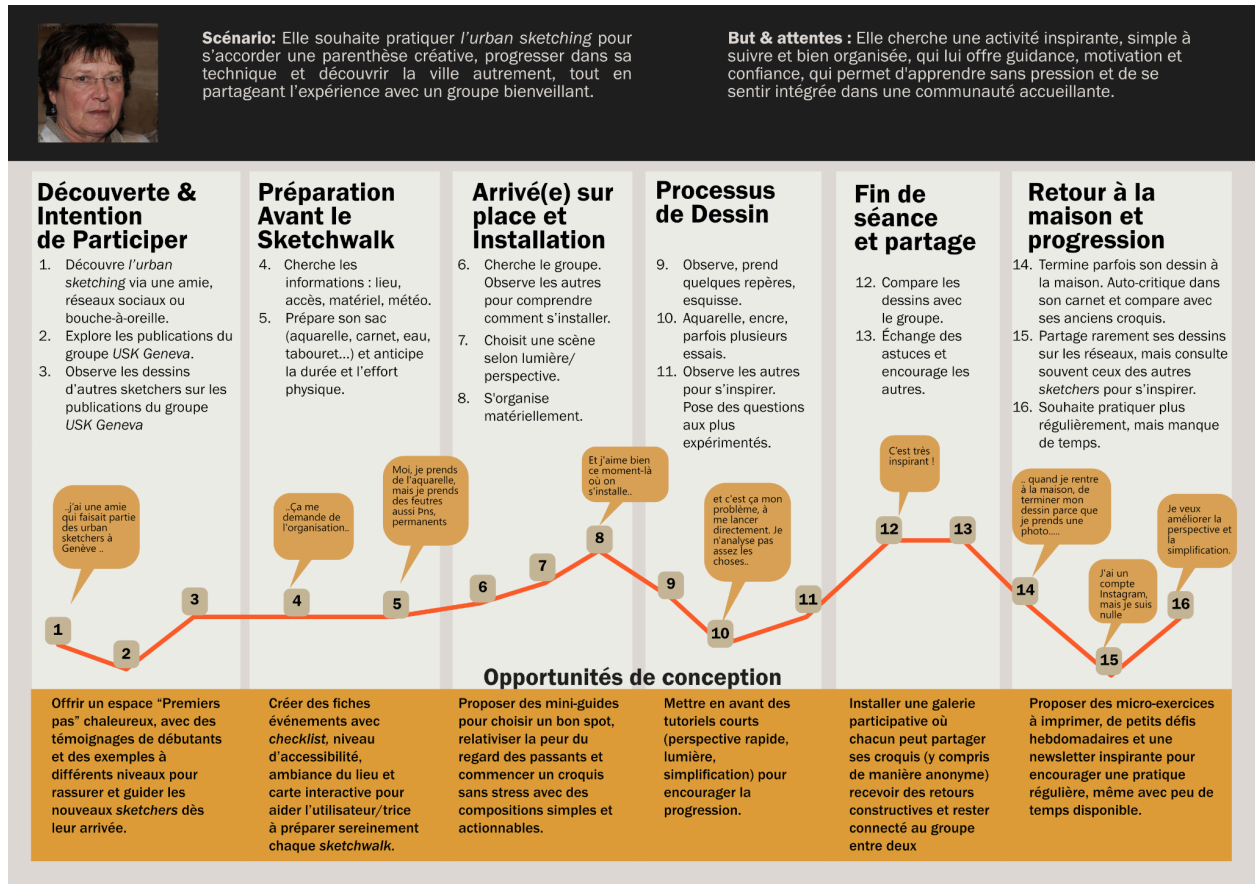 Scénario: Elle souhaite pratiquer l'urban sketching pour
s'accorder une parenthèse créative, progresser dans sa
technique et découvrir la ville autrement, tout en
partageant l'expérience avec un groupe bienveillant.
But & attentes : Elle cherche une activité inspirante, simple à
suivre et bien organisée, qui lui offre guidance, motivation et
confiance, qui permet d'apprendre sans pression et de se
sentir intégrée dans une communauté accueillante.
Découverte &
Intention
de Participer
1. Découvre l'urban
sketching via une amie,
réseaux sociaux ou
bouche-à-oreille.
2. Explore les publications du
groupe USK Geneva.
3. Observe les dessins
d'autres sketchers sur les
publications du groupe
USK Geneva
Préparation
Avant le
Sketchwalk
4. Cherche les
informations : lieu,
accès, matériel, météo.
5. Prépare son sac
(aquarelle, carnet, eau,
tabouret...) et anticipe
la durée et l'effort
physique.
Arrivé(e) sur
place et
Installation
6. Cherche le groupe.
Observe les autres
pour comprendre
comment s'installer.
7. Choisit une scène
selon lumière/
perspective.
8. S'organise
matériellement.
Processus
de Dessin
9. Observe, prend
quelques repères,
esquisse.
10. Aquarelle, encre,
parfois plusieurs
essais.
11. Observe les autres
pour s'inspirer.
Pose des questions
aux plus
expérimentés.
Fin de
séance
et partage
12. Compare les
dessins avec
le groupe.
13. Échange des
astuces et
encourage les
autres.
Retour à la
maison et
progression
14. Termine parfois son dessin à
la maison. Auto-critique dans
son carnet et compare avec
ses anciens croquis.
15. Partage rarement ses dessins
sur les réseaux, mais consulte
souvent ceux des autres
sketchers pour s'inspirer.
16. Souhaite pratiquer plus
régulièrement, mais manque
de temps.
..j'ai une amie
qui faisait partie
des urban
sketchers à
Genève ..
..Ça me
demande de
l'organisation..
Moi, je prends
de l'aquarelle,
mais je prends
des feutres
aussi Þns,
permanents
Et j'aime bien
ce moment-là
où on
s'installe..
et c'est ça mon
problème, à
me lancer
directement. Je
n'analyse pas
assez les
choses..
C'est très
inspirant !
.. quand je rentre
à la maison, de
terminer mon
dessin parce que
je prends une
photo.....
J'ai un
compte
Instagram,
mais je suis
nulle
Je veux
améliorer la
perspective et
la
simplification.
1
2
3
4
5
6
7
8
9
10
11
12
13
14
15
16
Opportunités de conception
Offrir un espace "Premiers
pas" chaleureux, avec des
témoignages de débutants
et des exemples à
différents niveaux pour
rassurer et guider les
nouveaux sketchers dès
leur arrivée.
Créer des fiches
événements avec
checklist, niveau
d'accessibilité,
ambiance du lieu et
carte interactive pour
aider l'utilisateur/trice
à préparer sereinement
chaque sketchwalk.
Proposer des mini-guides
pour choisir un bon spot,
relativiser la peur du
regard des passants et
commencer un croquis
sans stress avec des
compositions simples et
actionnables.
Mettre en avant des
tutoriels courts
(perspective rapide,
lumière,
simplification) pour
encourager la
progression.
Installer une galerie
participative où
chacun peut partager
ses croquis (y compris
de manière anonyme)
recevoir des retours
constructives et rester
connecté au groupe
entre deux
Proposer des micro-exercices
à imprimer, de petits défis
hebdomadaires et une
newsletter inspirante pour
encourager une pratique
régulière, même avec peu de
temps disponible.